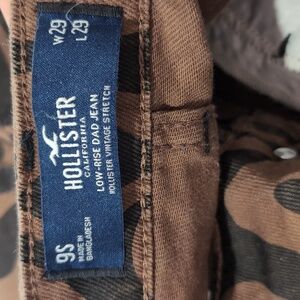 W29
L29
HOLLISTER
CALIFORNIA
LOW-RISE DAD JEAN
HOLLISTER VINTAGE STRETCH
9S
MADE IN
BANGLADESH